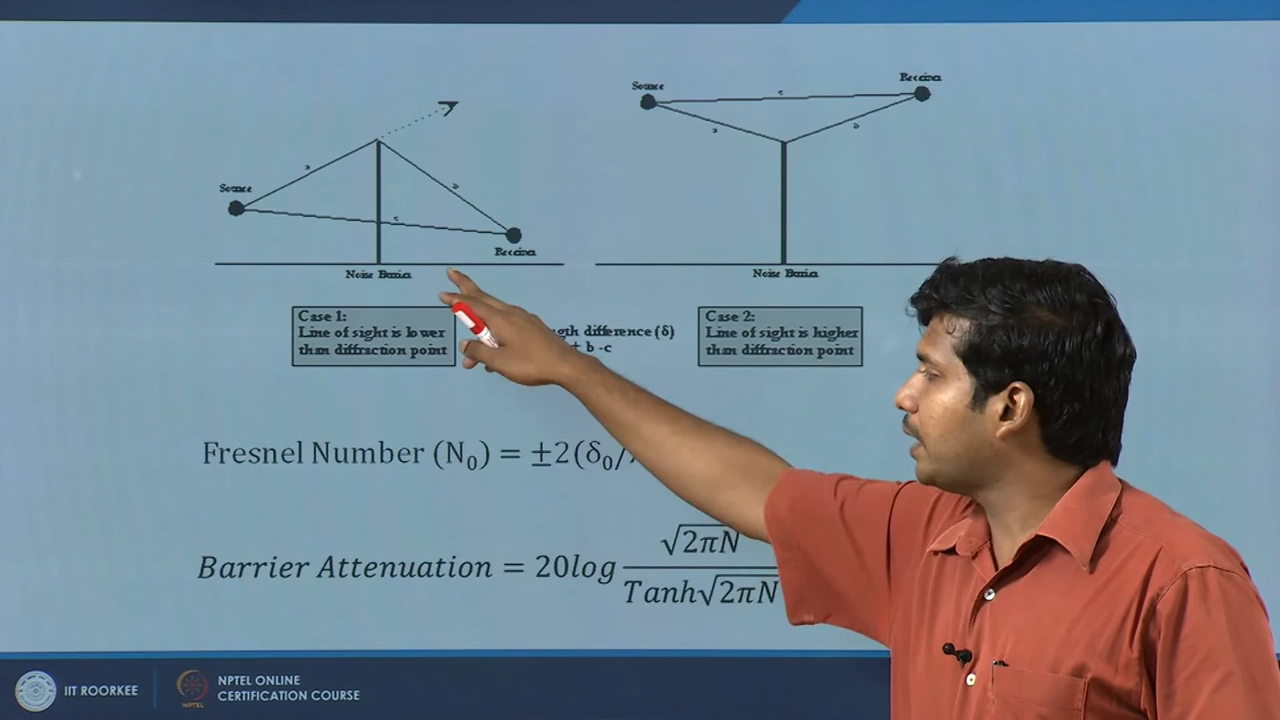 Source
Receiver
Noise Barrier
a
b
c
Source
Receiver
Noise Barrier
a
b
c
Case 1:
Line of sight is lower
than diffraction point
difference (δ)
+ b -c
Case 2:
Line of sight is higher
than diffraction point
Fresnel Number (N₀) = ±2(δ₀/
Barrier Attenuation = 20log √2πN / Tanh√2πN
IIT ROORKEE
NPTEL
NPTEL ONLINE
CERTIFICATION COURSE